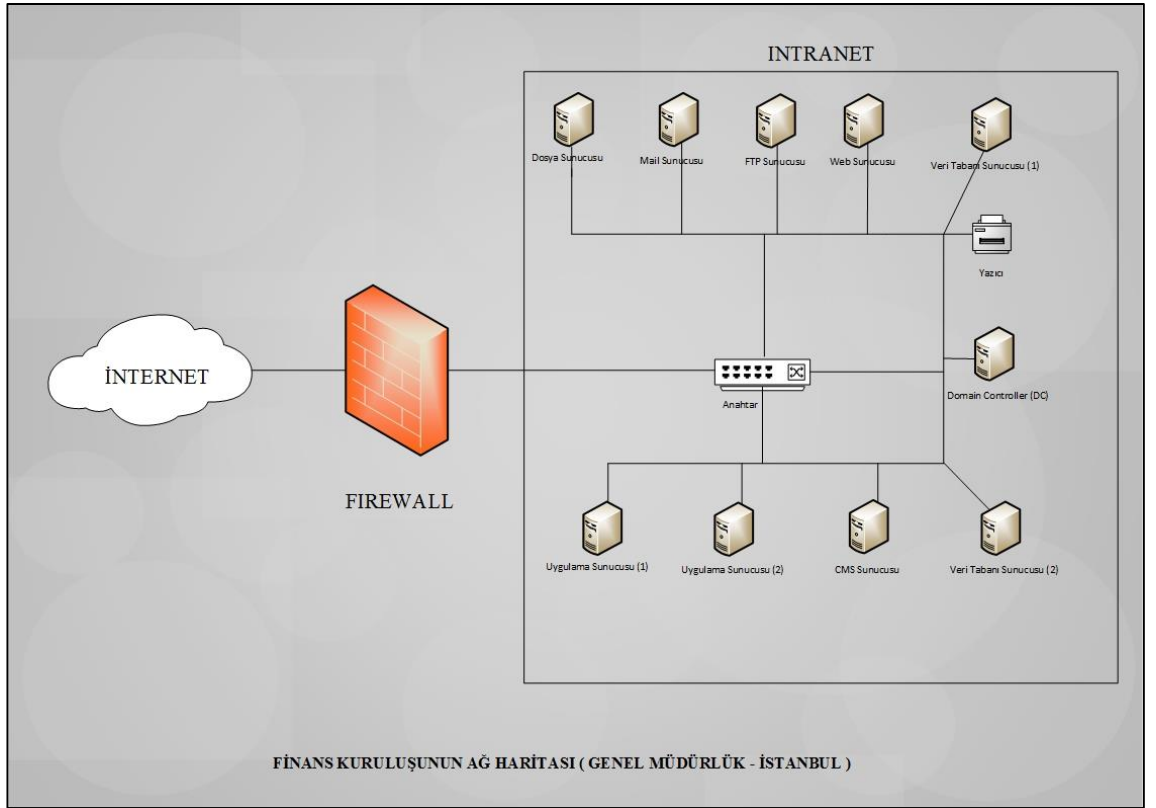 INTRANET
Dosya Sunucusu
Mail Sunucusu
FTP Sunucusu
Web Sunucusu
Veri Tabanı Sunucusu (1)
Yazıcı
İNTERNET
Anahtar
Domain Controller (DC)
FIREWALL
Uygulama Sunucusu (1)
Uygulama Sunucusu (2)
CMS Sunucusu
Veri Tabanı Sunucusu (2)
FİNANS KURULUŞUNUN AĞ HARİTASI ( GENEL MÜDÜRLÜK - İSTANBUL )